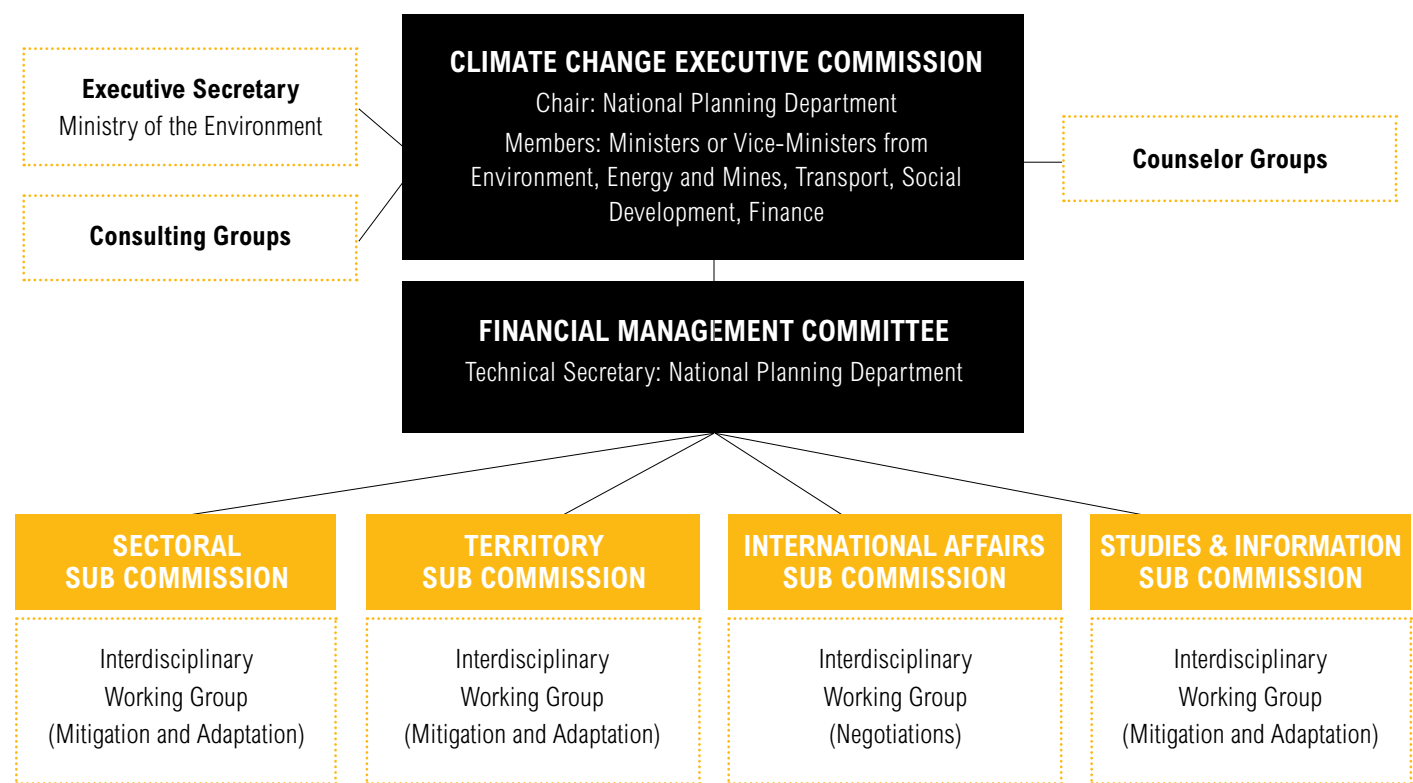 CLIMATE CHANGE EXECUTIVE COMMISSION
Chair: National Planning Department
Members: Ministers or Vice-Ministers from
Environment, Energy and Mines, Transport, Social
Development, Finance
Executive Secretary
Ministry of the Environment
Consulting Groups
Counselor Groups
FINANCIAL MANAGEMENT COMMITTEE
Technical Secretary: National Planning Department
SECTORAL
SUB COMMISSION
Interdisciplinary
Working Group
(Mitigation and Adaptation)
TERRITORY
SUB COMMISSION
Interdisciplinary
Working Group
(Mitigation and Adaptation)
INTERNATIONAL AFFAIRS
SUB COMMISSION
Interdisciplinary
Working Group
(Negotiations)
STUDIES & INFORMATION
SUB COMMISSION
Interdisciplinary
Working Group
(Mitigation and Adaptation)